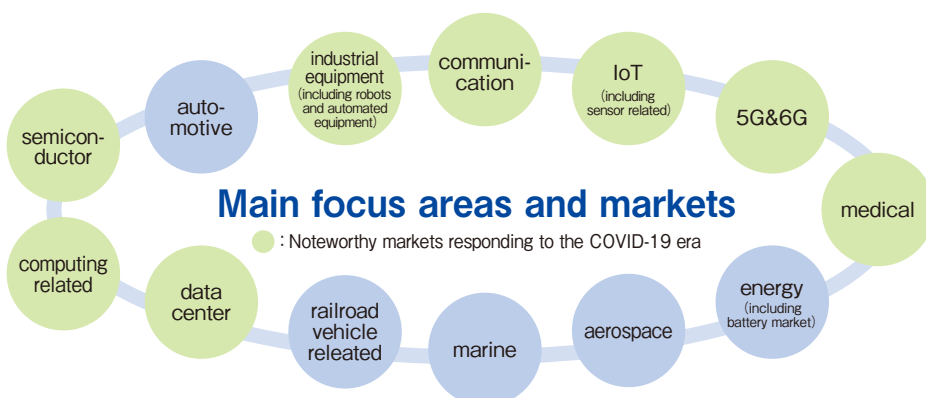 semicon-
ductor
auto-
motive
industrial
equipment
(including robots
and automated
equipment)
communi-
cation
IoT
(including
sensor related)
5G&6G
medical
Main focus areas and markets
: Noteworthy markets responding to the COVID-19 era
computing
related
data
center
railroad
vehicle
releated
marine
aerospace
energy
(including
battery market)